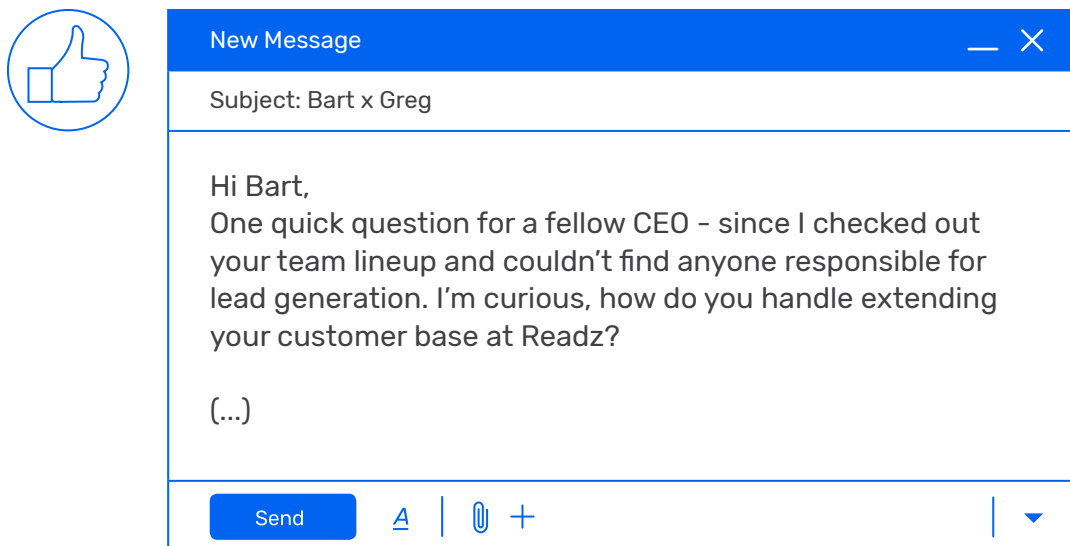 New Message
Subject: Bart x Greg
Hi Bart,
One quick question for a fellow CEO - since I checked out
your team lineup and couldn’t find anyone responsible for
lead generation. I’m curious, how do you handle extending
your customer base at Readz?
(...)
Send
A